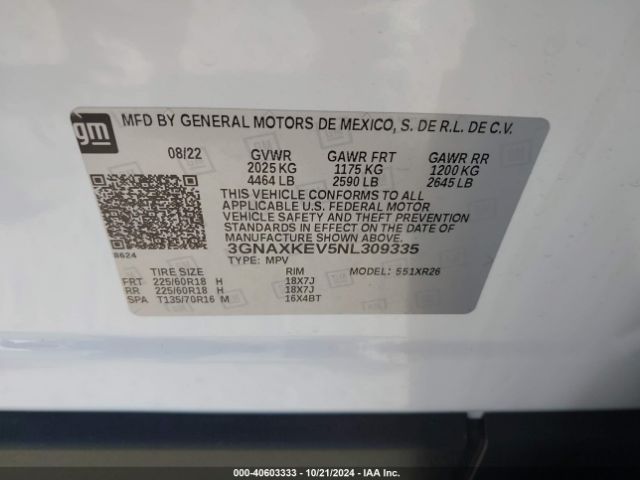 gm
MFD BY GENERAL MOTORS DE MEXICO, S. DE R.L. DE C.V.
08/22 GVWR GAWR FRT GAWR RR
2025 KG 1175 KG 1200 KG
4464 LB 2590 LB 2645 LB
THIS VEHICLE CONFORMS TO ALL
APPLICABLE U.S. FEDERAL MOTOR
VEHICLE SAFETY AND THEFT PREVENTION
STANDARDS IN EFFECT ON THE DATE OF
MANUFACTURE SHOWN ABOVE.
8624 3GNAXKEV5NL309335
TYPE: MPV MODEL: 551XR26
TIRE SIZE RIM
FRT 225/60R18 H 18X7J
RR 225/60R18 H 18X7J
SPA T135/70R16 M 16X4BT
000-40603333 - 10/21/2024 - IAA Inc.